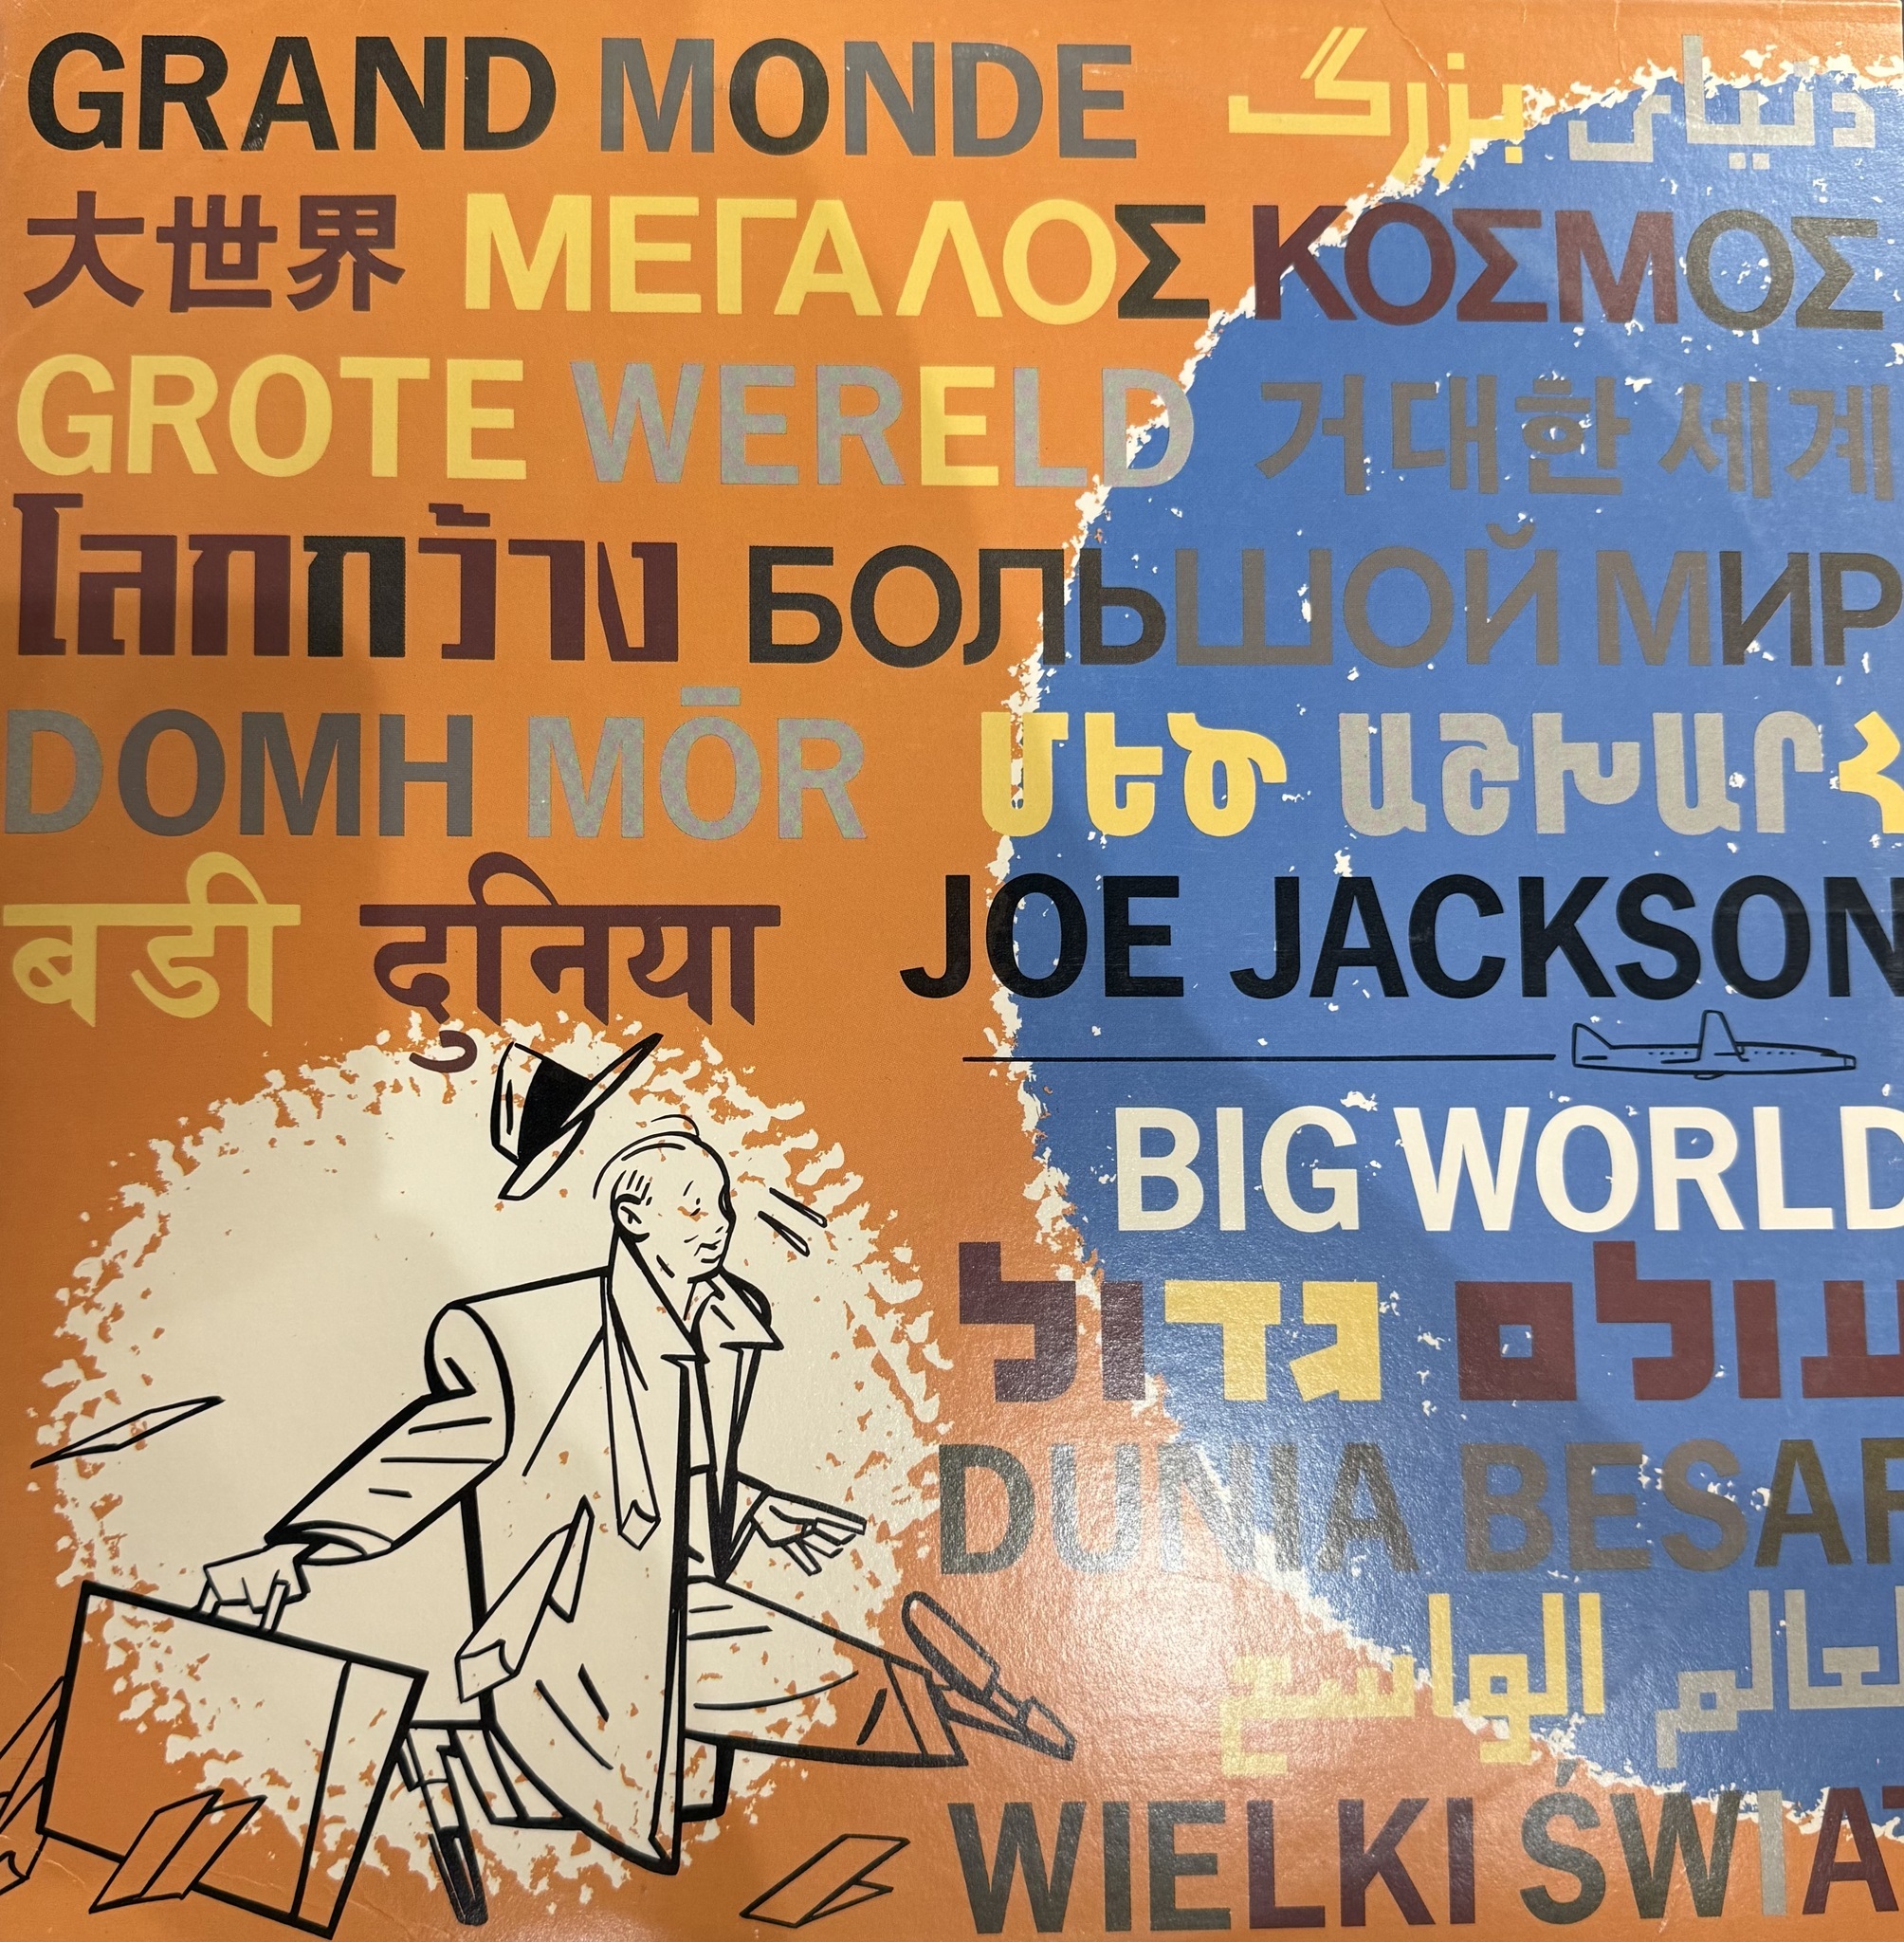 GRAND MONDE دنیای بزرگ
大世界 ΜΕΓΑΛΟΣ ΚΟΣΜΟΣ
GROTE WERELD 거대한 세계
โลกกว้าง БОЛЬШОЙ МИР
DOMH MŌR ՄԵԾ ԱՇԽԱՐՀ
बडी दुनिया JOE JACKSON
BIG WORLD
עולם גדול
DUNIA BESAR
العالم الواسع
WIELKI ŚWIAT